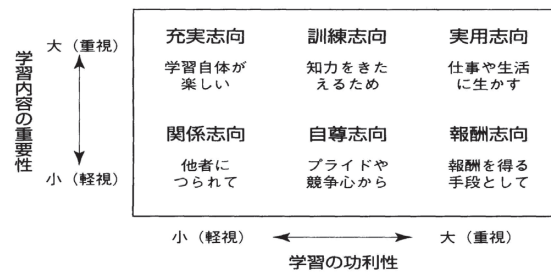 学習内容の重要性
大（重視）
小（軽視）
充実志向 訓練志向 実用志向
学習自体が 知力をきた 仕事や生活
楽しい えるため に生かす
関係志向 自尊志向 報酬志向
他者に プライドや 報酬を得る
つられて 競争心から 手段として
小（軽視） 大（重視）
学習の功利性